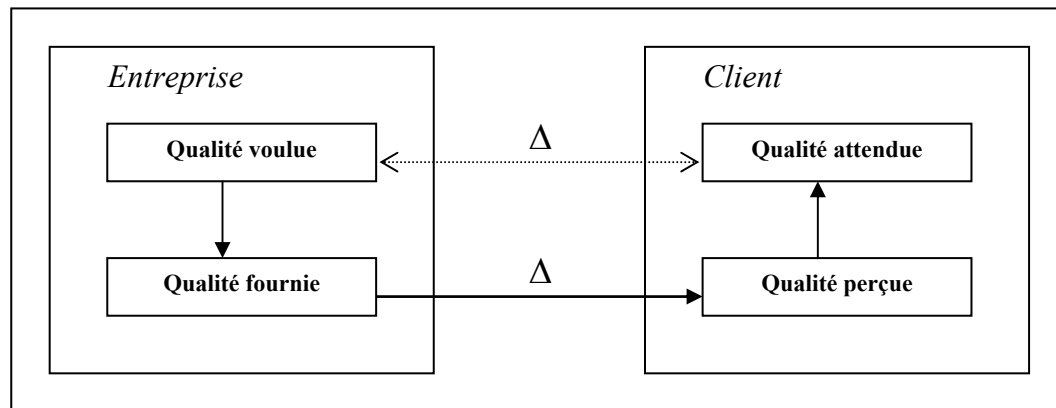 Entreprise
Client
Qualité voulue
Δ
Qualité attendue
Qualité fournie
Δ
Qualité perçue